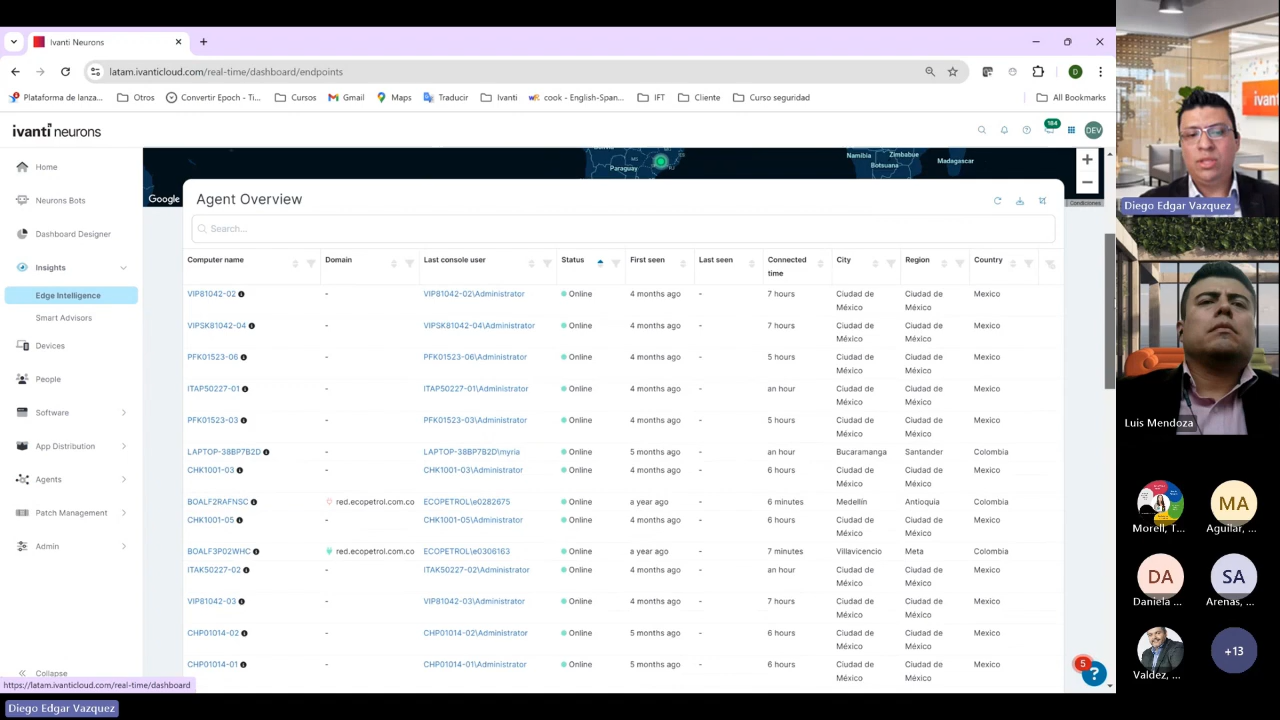 Ivanti Neurons
latam.ivanticloud.com/real-time/dashboard/endpoints
D
Plataforma de lanza...
Otros
Convertir Epoch - Ti...
Cursos
Gmail
Maps
Traducir
Ivanti
cook - English-Span...
IFT
Cliente
Curso seguridad
All Bookmarks
ivanti neurons
184
DEV
Home
Neurons Bots
Dashboard Designer
Insights
Edge Intelligence
Smart Advisors
Devices
People
Software
App Distribution
Agents
Patch Management
Admin
Collapse
Paraguay
Namibia
Zimbabue
Botsuana
Madagascar
Google
Agent Overview
Search...
Computer name Domain Last console user Status First seen Last seen Connected time City Region Country
VIP81042-02 - VIP81042-02\Administrator Online 4 months ago - 7 hours Ciudad de México Ciudad de México Mexico
VIPSK81042-04 - VIPSK81042-04\Administrator Online 4 months ago - 7 hours Ciudad de México Ciudad de México Mexico
PFK01523-06 - PFK01523-06\Administrator Online 4 months ago - 5 hours Ciudad de México Ciudad de México Mexico
ITAP50227-01 - ITAP50227-01\Administrator Online 4 months ago - an hour Ciudad de México Ciudad de México Mexico
PFK01523-03 - PFK01523-03\Administrator Online 4 months ago - 5 hours Ciudad de México Ciudad de México Mexico
LAPTOP-38BP7B2D - LAPTOP-38BP7B2D\myria Online 5 months ago - an hour Bucaramanga Santander Colombia
CHK1001-03 - CHK1001-03\Administrator Online 4 months ago - 6 hours Ciudad de México Ciudad de México Mexico
BOALF2RAFNSC red.ecopetrol.com.co ECOPETROL\e0282675 Online a year ago - 6 minutes Medellín Antioquia Colombia
CHK1001-05 - CHK1001-05\Administrator Online 4 months ago - 6 hours Ciudad de México Ciudad de México Mexico
BOALF3P02WHC red.ecopetrol.com.co ECOPETROL\e0306163 Online a year ago - 7 minutes Villavicencio Meta Colombia
ITAK50227-02 - ITAK50227-02\Administrator Online 4 months ago - an hour Ciudad de México Ciudad de México Mexico
VIP81042-03 - VIP81042-03\Administrator Online 4 months ago - 7 hours Ciudad de México Ciudad de México Mexico
CHP01014-02 - CHP01014-02\Administrator Online 5 months ago - 6 hours Ciudad de México Ciudad de México Mexico
CHP01014-01 - CHP01014-01\Administrator Online 5 months ago - 6 hours Ciudad de México Ciudad de México Mexico
5
?
https://latam.ivanticloud.com/real-time/dashboard
Diego Edgar Vazquez
ivanti
Diego Edgar Vazquez
Luis Mendoza
Morell, T...
MA
Aguilar, ...
DA
Daniela ...
SA
Arenas, ...
Valdez, ...
+13